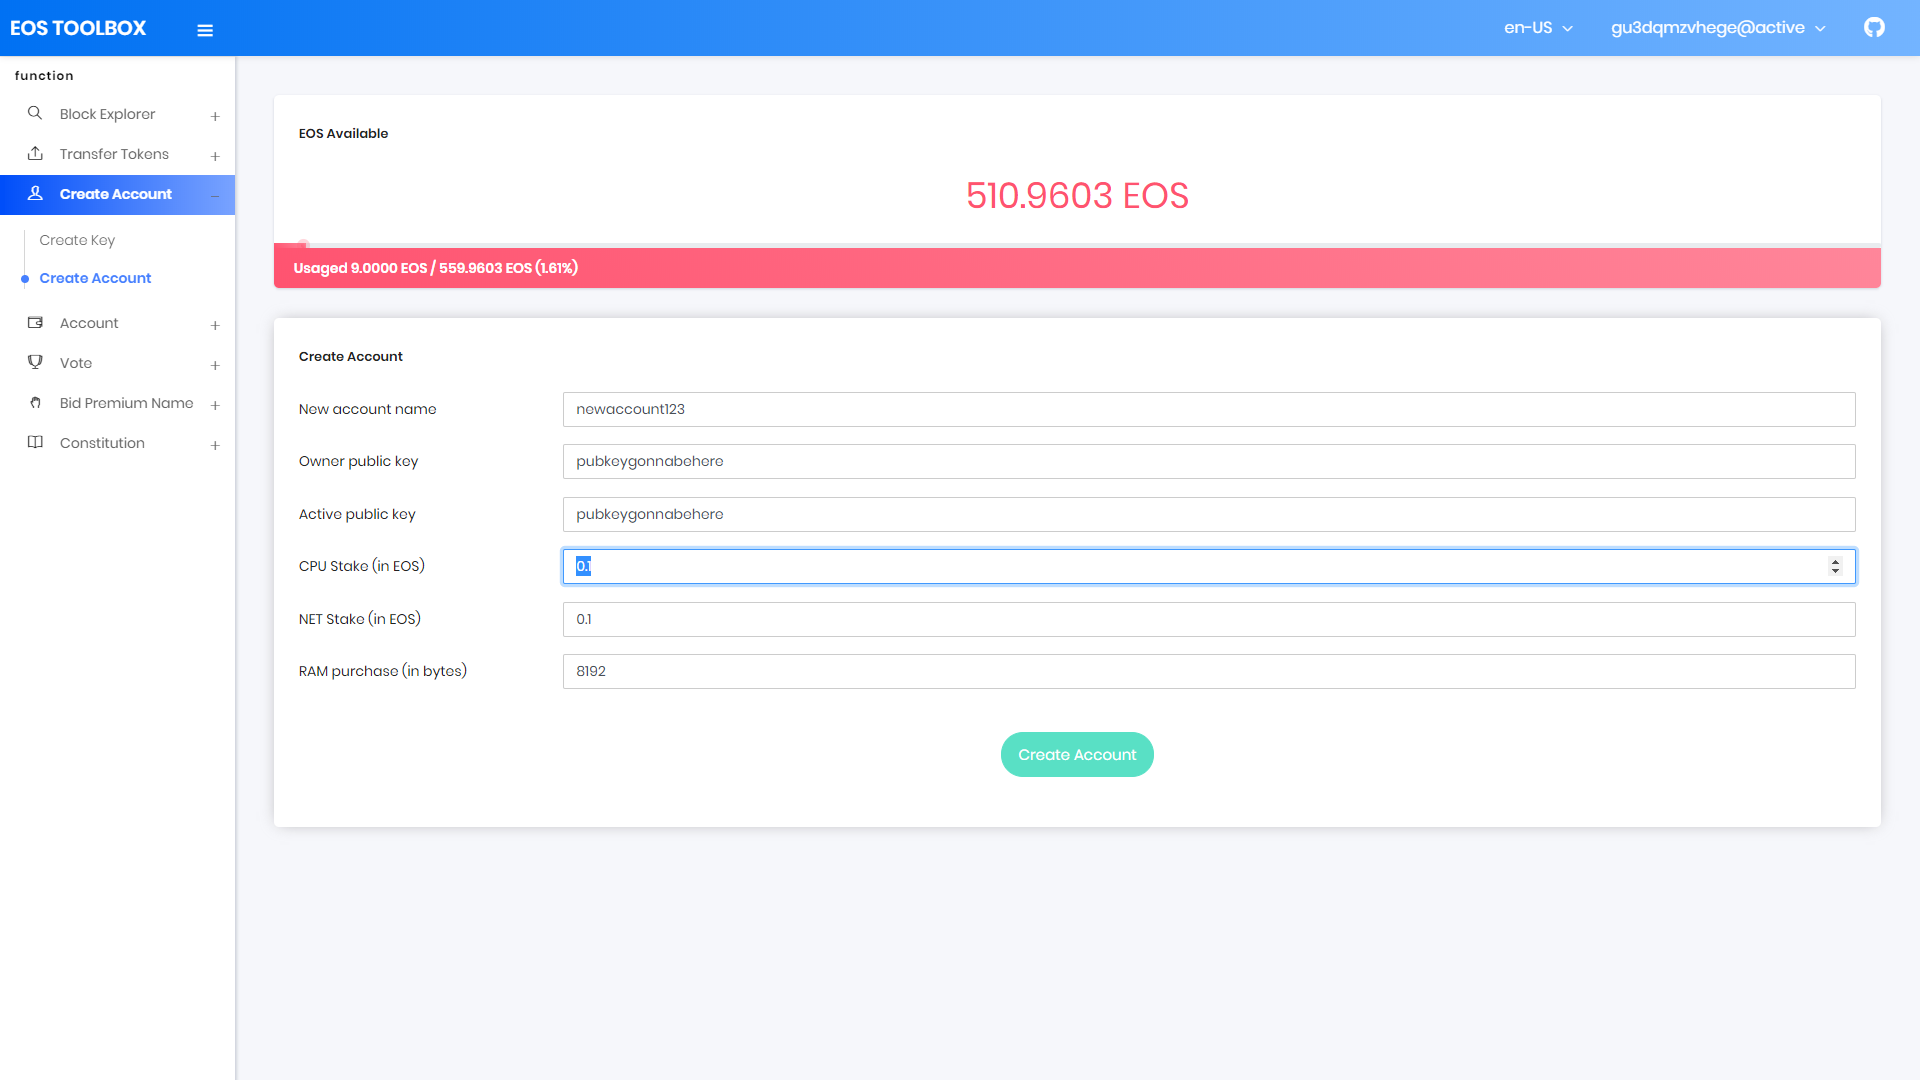 EOS TOOLBOX
en-US
gu3dqmzvhege@active
function
Block Explorer
Transfer Tokens
Create Account
Create Key
Create Account
Account
Vote
Bid Premium Name
Constitution
EOS Available
510.9603 EOS
Usaged 9.0000 EOS / 559.9603 EOS (1.61%)
Create Account
New account name
newaccount123
Owner public key
pubkeygonnabehere
Active public key
pubkeygonnabehere
CPU Stake (in EOS)
0.1
NET Stake (in EOS)
0.1
RAM purchase (in bytes)
8192
Create Account